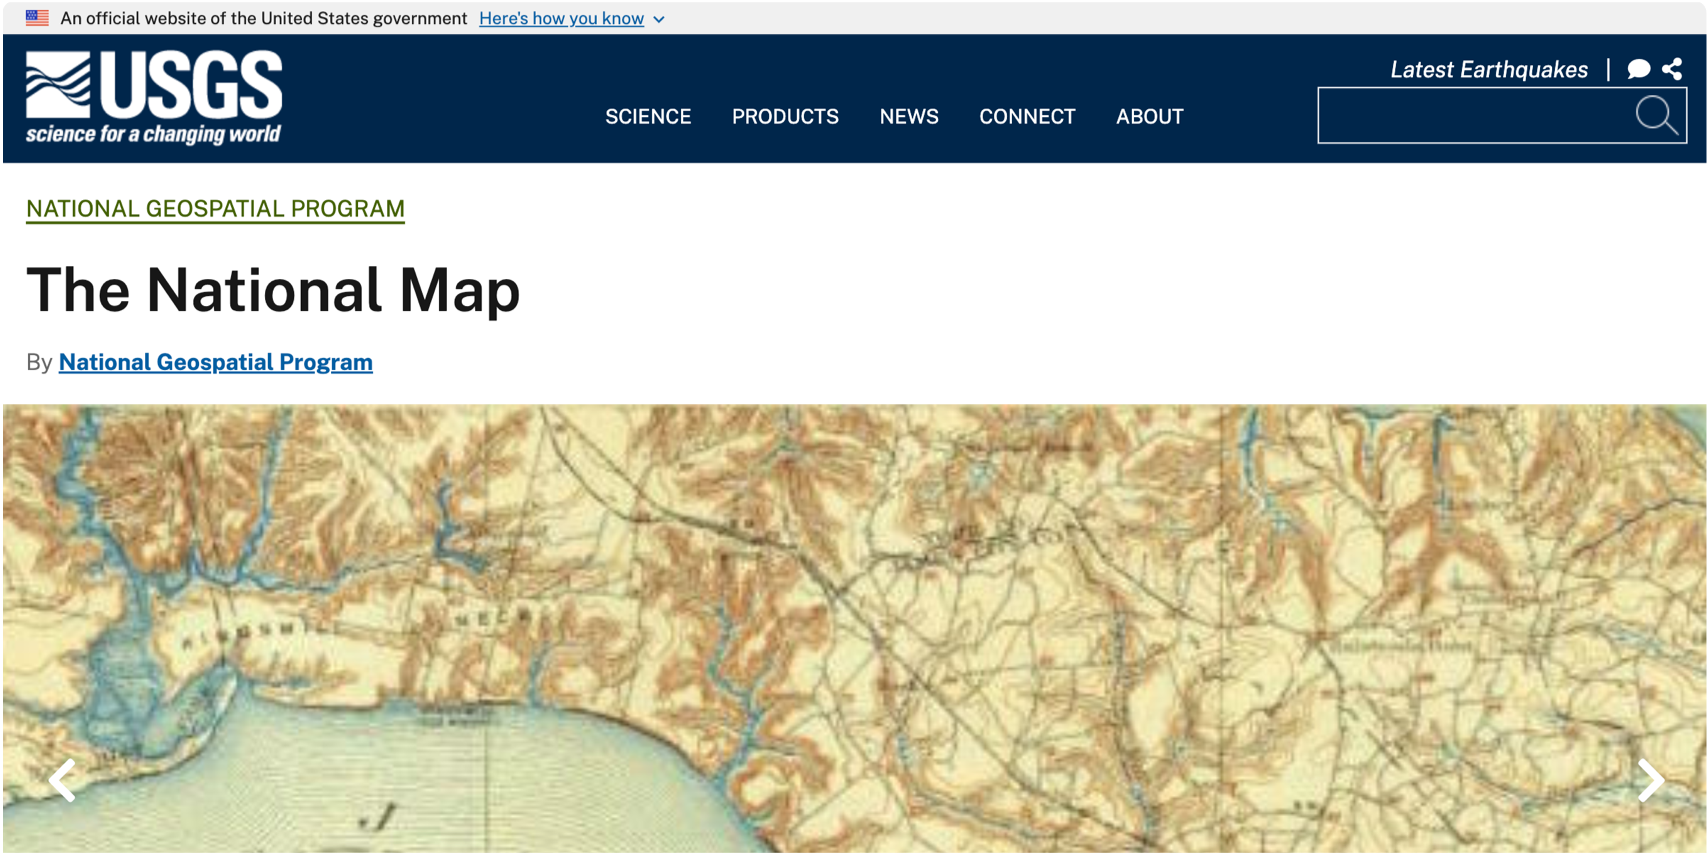 An official website of the United States government Here's how you know
USGS
science for a changing world
Latest Earthquakes |
SCIENCE PRODUCTS NEWS CONNECT ABOUT
NATIONAL GEOSPATIAL PROGRAM
The National Map
By National Geospatial Program
J